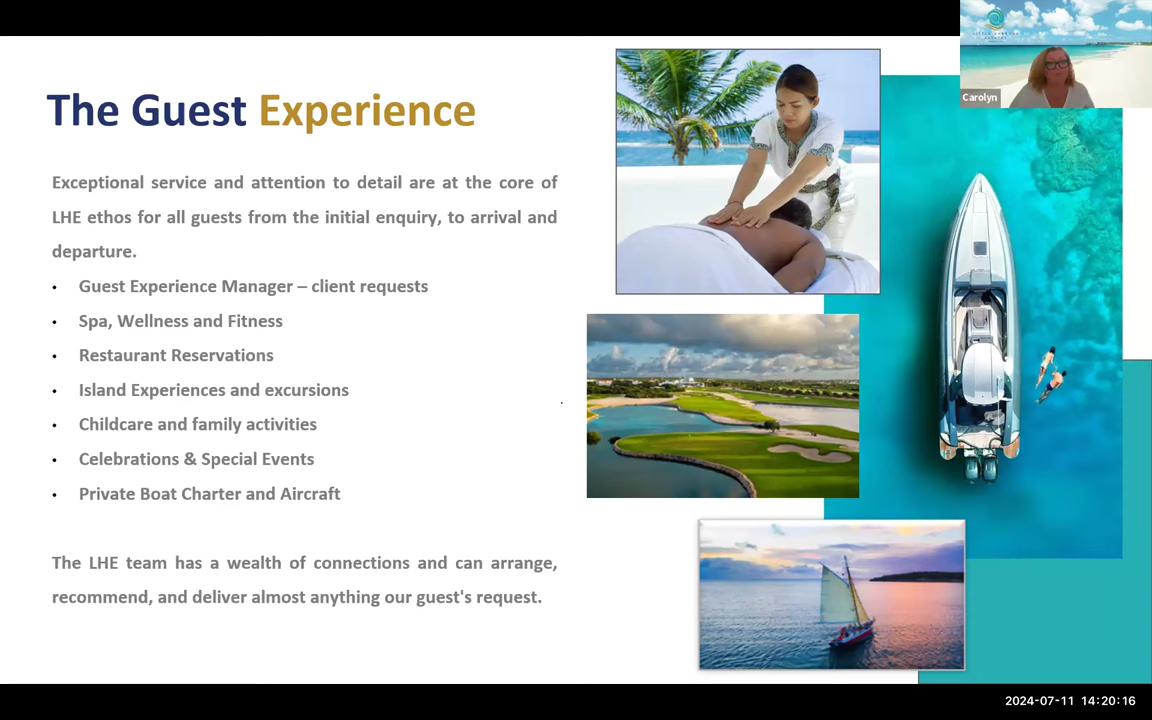 The Guest Experience
Exceptional service and attention to detail are at the core of
LHE ethos for all guests from the initial enquiry, to arrival and
departure.
• Guest Experience Manager – client requests
• Spa, Wellness and Fitness
• Restaurant Reservations
• Island Experiences and excursions
• Childcare and family activities
• Celebrations & Special Events
• Private Boat Charter and Aircraft
.
The LHE team has a wealth of connections and can arrange,
recommend, and deliver almost anything our guest's request.
Carolyn
2024-07-11 14:20:16